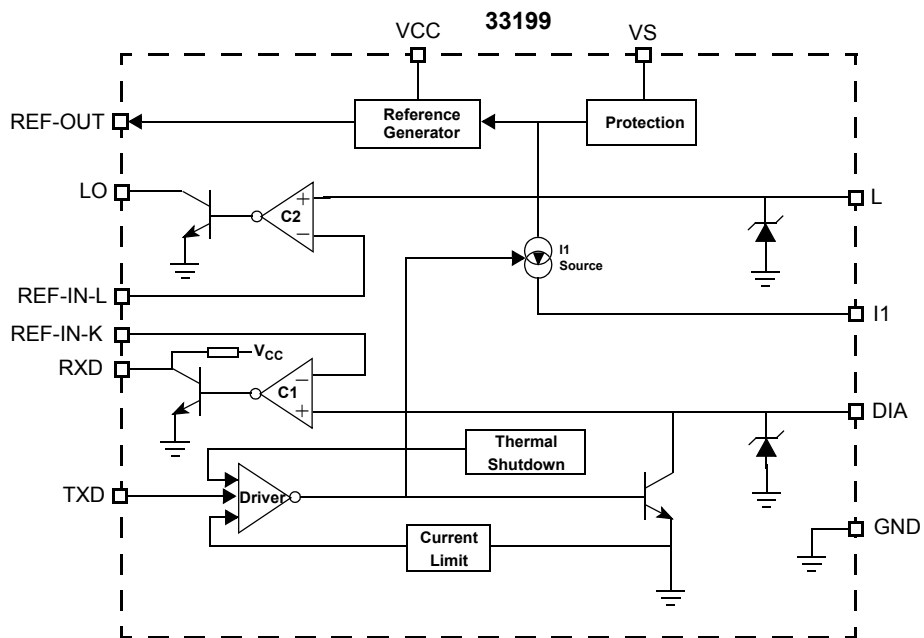 33199
VCC
VS
REF-OUT
Reference
Generator
Protection
LO
+
C2
−
L
I1
Source
REF-IN-L
I1
REF-IN-K
VCC
RXD
−
C1
+
DIA
Thermal
Shutdown
TXD
Driver
GND
Current
Limit